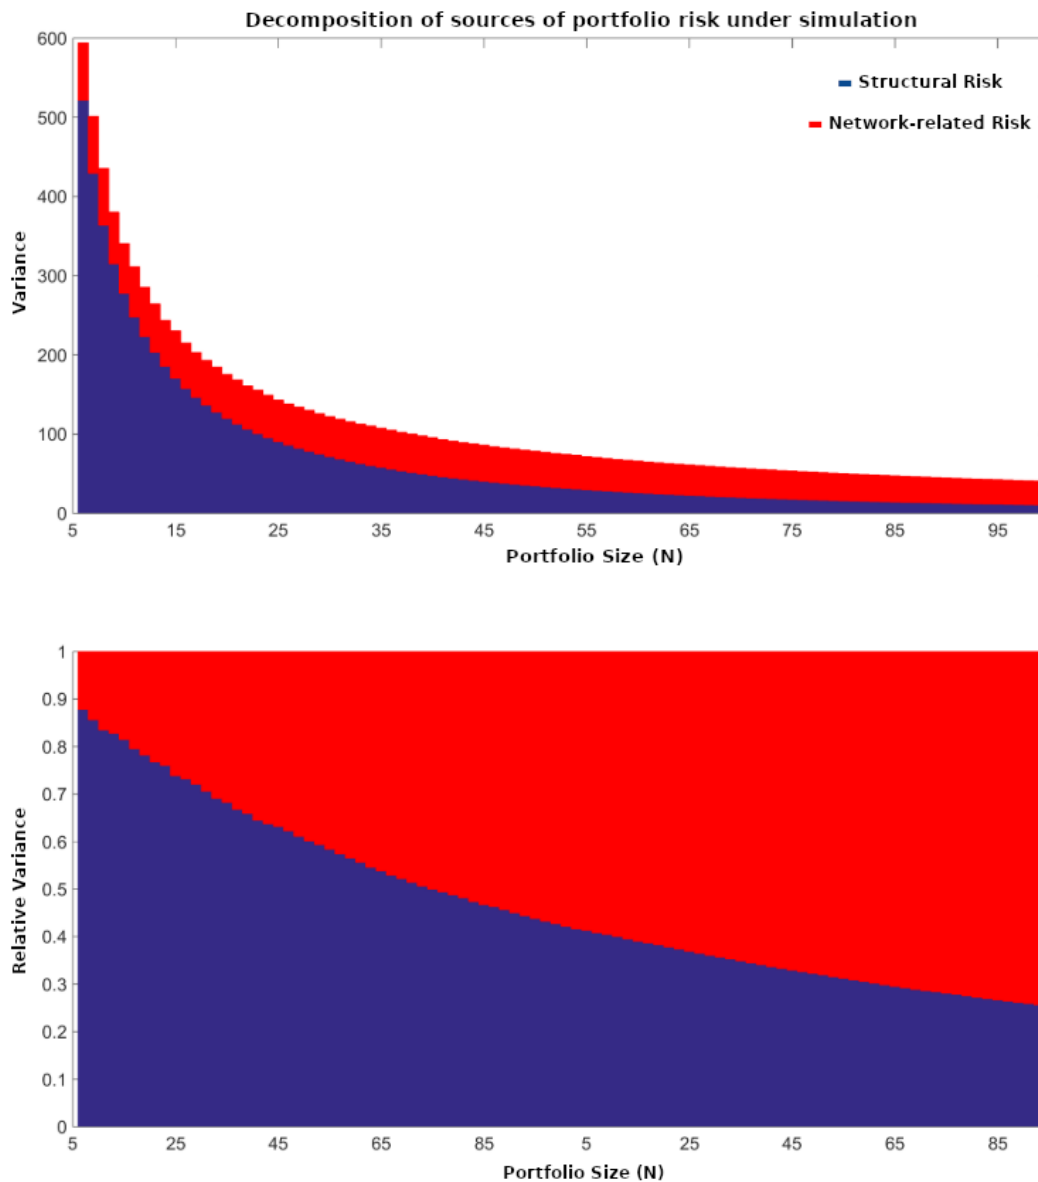 Decomposition of sources of portfolio risk under simulation
600
500
400
300
200
100
0
Variance
Structural Risk
Network-related Risk
5 15 25 35 45 55 65 75 85 95
Portfolio Size (N)
1
0.9
0.8
0.7
0.6
0.5
0.4
0.3
0.2
0.1
0
Relative Variance
5 25 45 65 85 5 25 45 65 85
Portfolio Size (N)